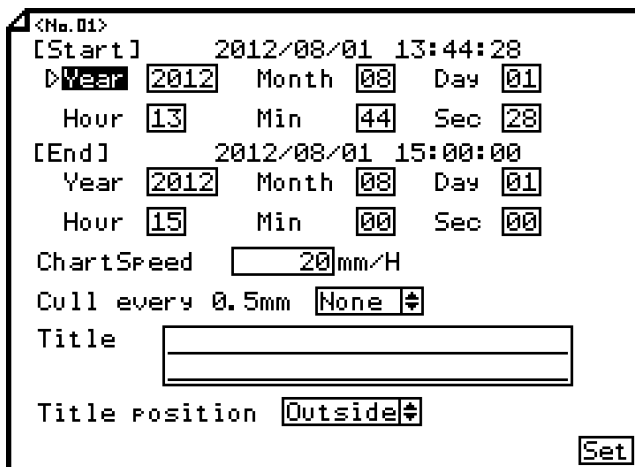 <No.01>
[Start] 2012/08/01 13:44:28
Year 2012 Month 08 Day 01
Hour 13 Min 44 Sec 28
[End] 2012/08/01 15:00:00
Year 2012 Month 08 Day 01
Hour 15 Min 00 Sec 00
ChartSpeed 20mm/H
Cull every 0.5mm None
Title
Title position Outside
Set